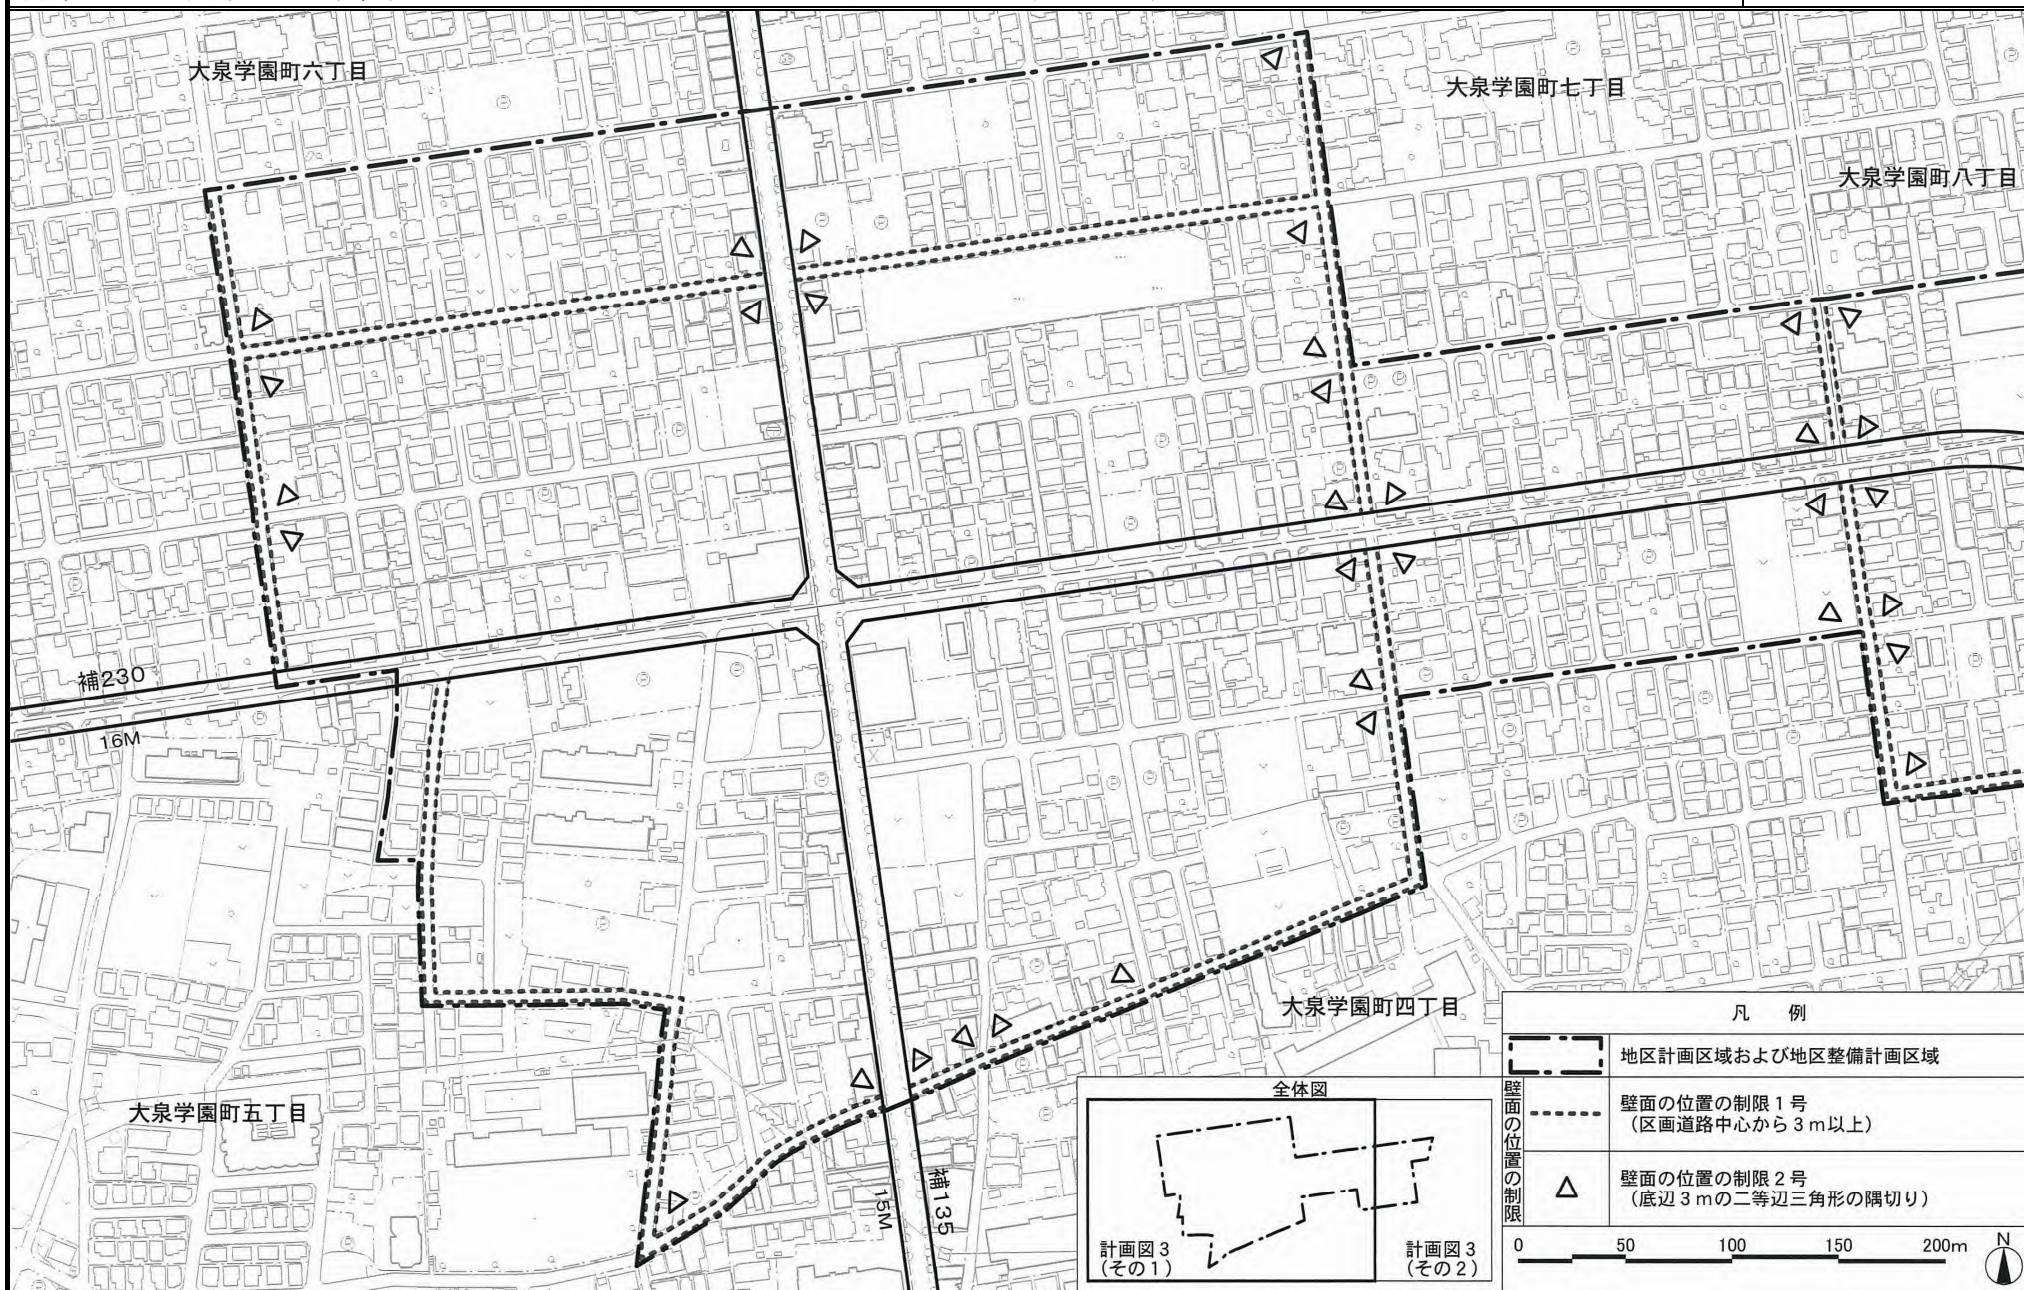 大泉学園町六丁目
大泉学園町七丁目
大泉学園町八丁目
補230
16M
大泉学園町四丁目
大泉学園町五丁目
15M
補135
全体図
計画図3
(その1)
計画図3
(その2)
凡 例
地区計画区域および地区整備計画区域
壁面の位置の制限
壁面の位置の制限1号
(区画道路中心から3m以上)
壁面の位置の制限2号
(底辺3mの二等辺三角形の隅切り)
0 50 100 150 200m
N